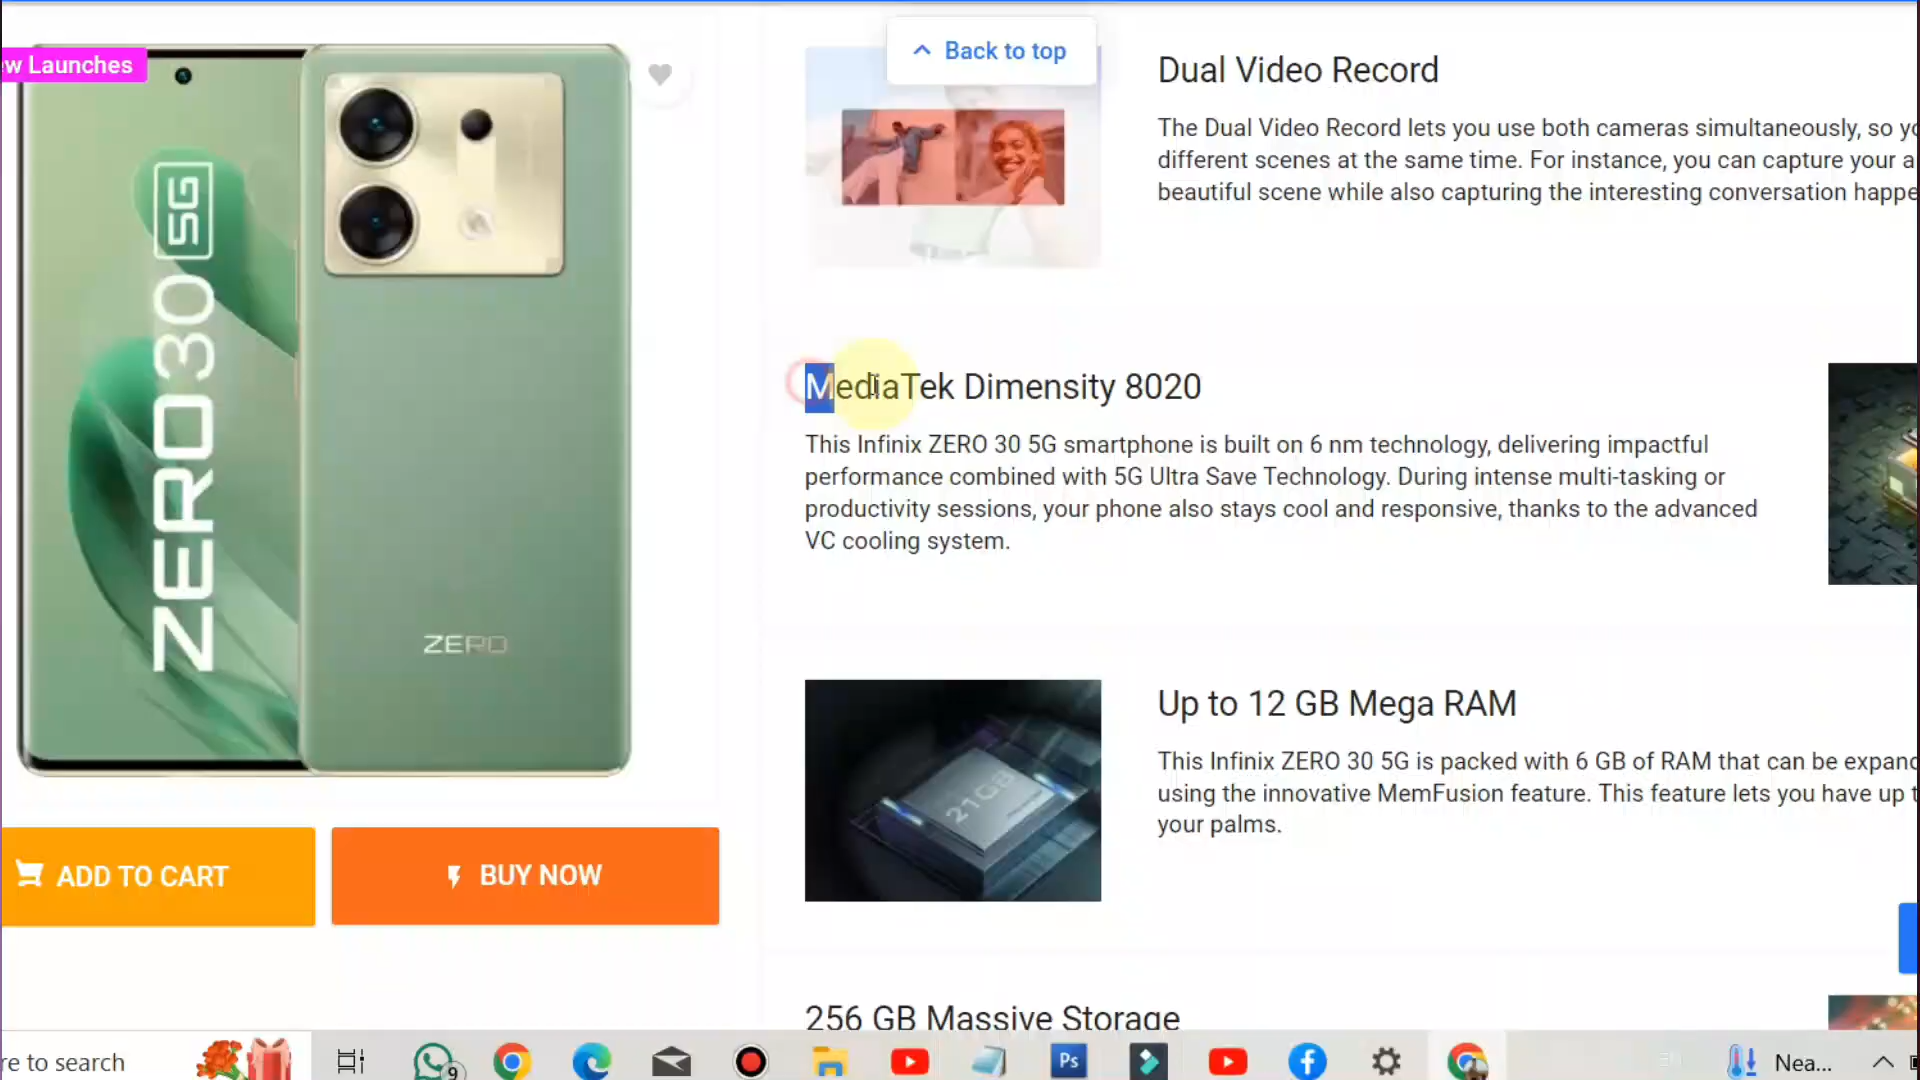 ew Launches
ZERO 30 5G
ZERO
ADD TO CART
BUY NOW
Back to top
Dual Video Record
The Dual Video Record lets you use both cameras simultaneously, so
different scenes at the same time. For instance, you can capture your a
beautiful scene while also capturing the interesting conversation happe
MediaTek Dimensity 8020
This Infinix ZERO 30 5G smartphone is built on 6 nm technology, delivering impactful
performance combined with 5G Ultra Save Technology. During intense multi-tasking or
productivity sessions, your phone also stays cool and responsive, thanks to the advanced
VC cooling system.
21GB
Up to 12 GB Mega RAM
This Infinix ZERO 30 5G is packed with 6 GB of RAM that can be expand
using the innovative MemFusion feature. This feature lets you have up t
your palms.
256 GB Massive Storage
re to search
9
Ps
Nea...